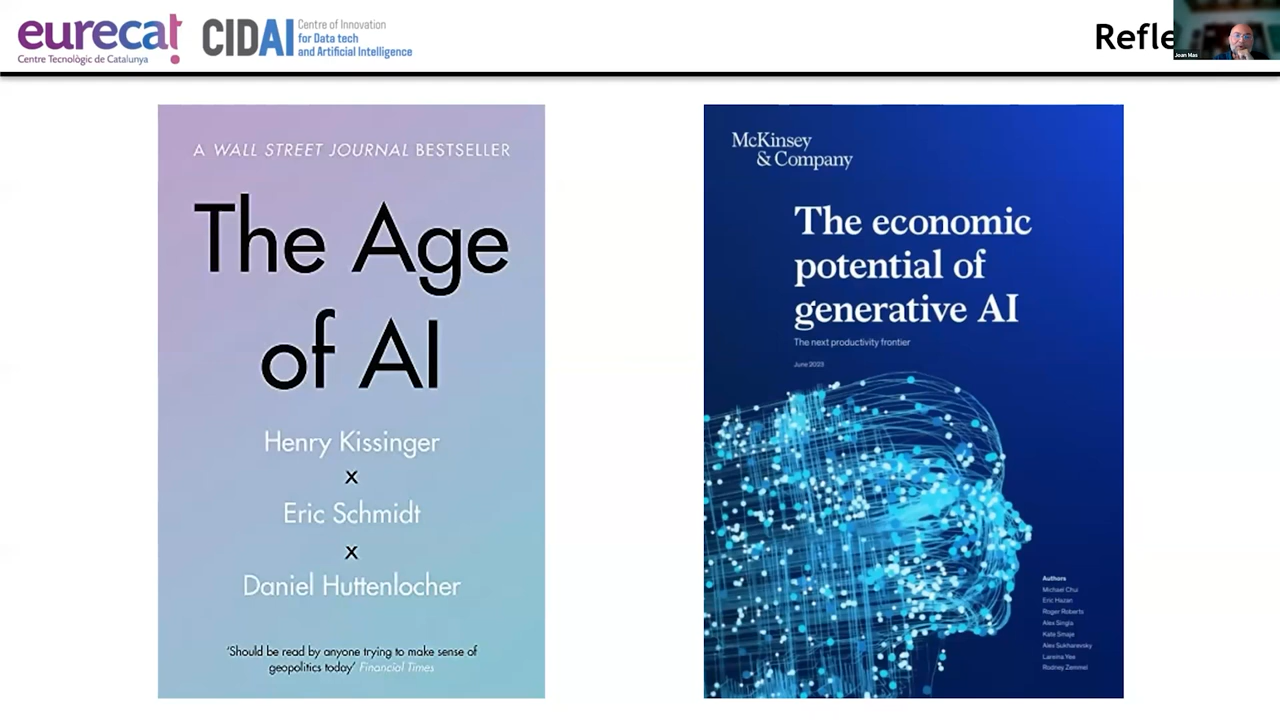 eurecat
Centre Tecnològic de Catalunya
CIDAI
Centre of Innovation
for Data tech
and Artificial Intelligence
Joan Mas
A WALL STREET JOURNAL BESTSELLER
The Age
of AI
Henry Kissinger
x
Eric Schmidt
x
Daniel Huttenlocher
‘Should be read by anyone trying to make sense of
geopolitics today’ Financial Times
McKinsey
& Company
The economic
potential of
generative AI
The next productivity frontier
June 2023
Authors
Michael Chui
Eric Hazan
Roger Roberts
Alex Singla
Kate Smaje
Alex Sukharevsky
Lareina Yee
Rodney Zemmel